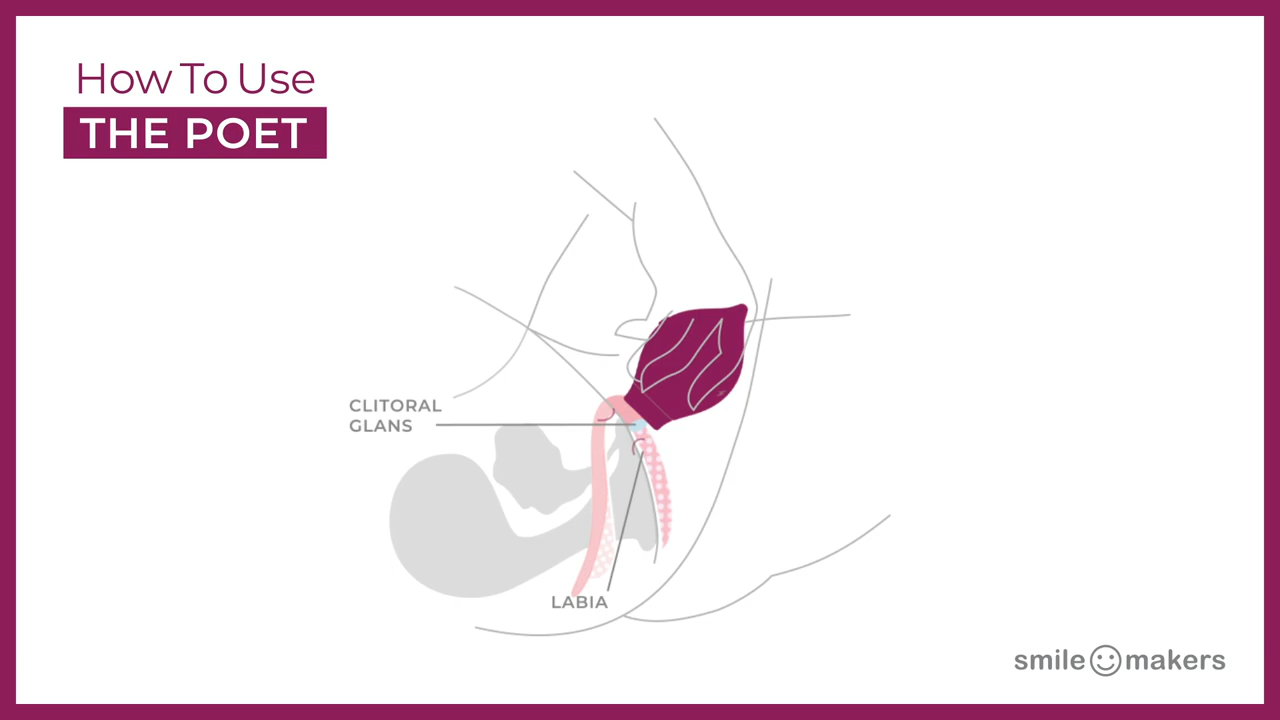 How To Use
THE POET
CLITORAL
GLANS
LABIA
smile makers